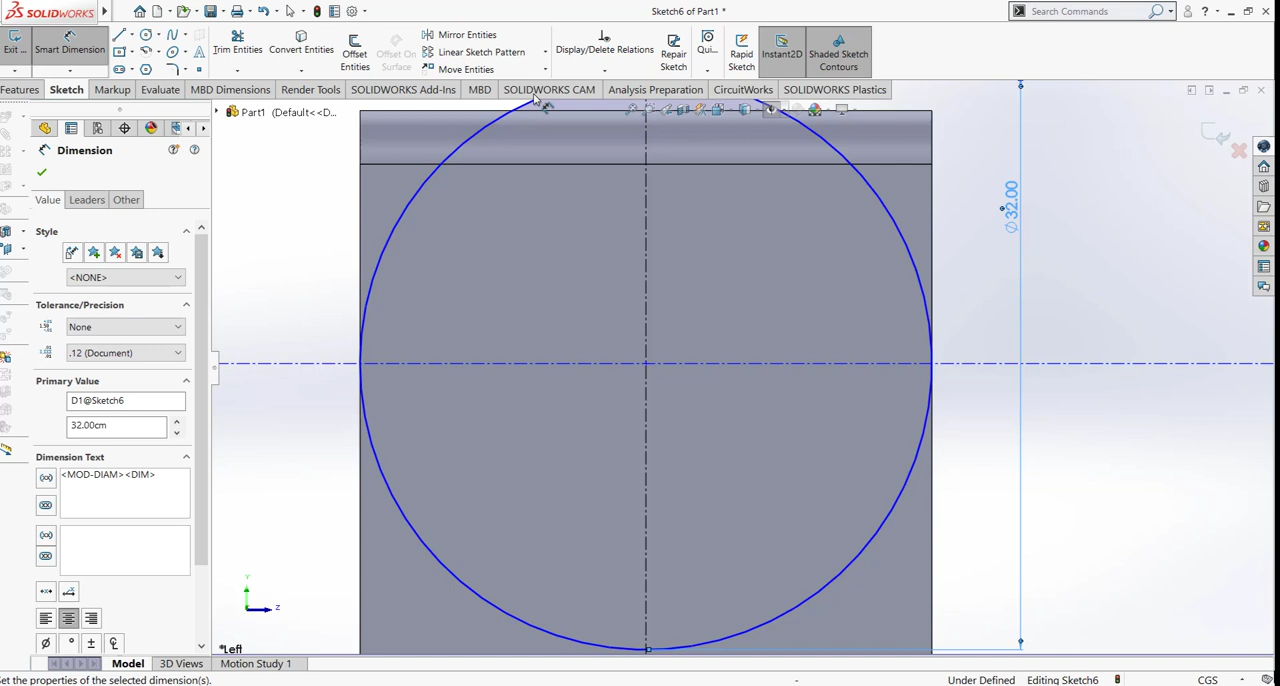 SOLIDWORKS
Sketch6 of Part1 *
Search Commands
Exit ...
Smart Dimension
Trim Entities
Convert Entities
Offset Entities
Offset On Surface
Mirror Entities
Linear Sketch Pattern
Move Entities
Display/Delete Relations
Repair Sketch
Qui...
Rapid Sketch
Instant2D
Shaded Sketch Contours
Features
Sketch
Markup
Evaluate
MBD Dimensions
Render Tools
SOLIDWORKS Add-Ins
MBD
SOLIDWORKS CAM
Analysis Preparation
CircuitWorks
SOLIDWORKS Plastics
Part1 (Default<<D...
Dimension
Value
Leaders
Other
Style
<NONE>
Tolerance/Precision
None
.12 (Document)
Primary Value
D1@Sketch6
32.00cm
Dimension Text
<MOD-DIAM><DIM>
∅32.00
Y
Z
*Left
Model
3D Views
Motion Study 1
Set the properties of the selected dimension(s).
-
Under Defined
Editing Sketch6
CGS